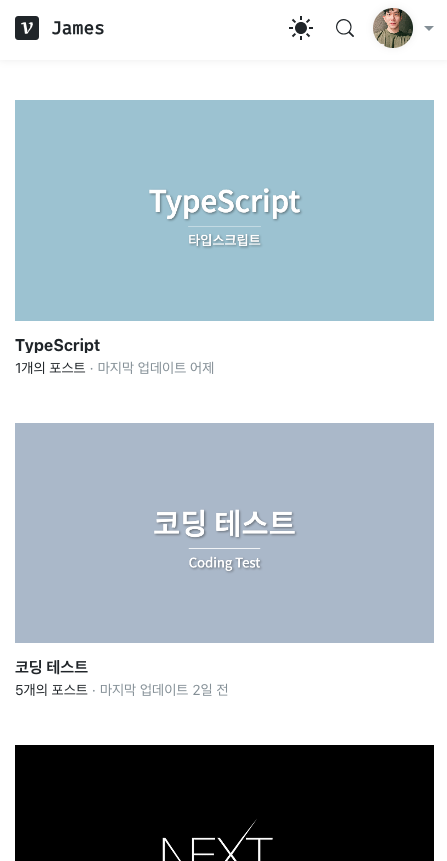 v James
TypeScript
타입스크립트
TypeScript
1개의 포스트 · 마지막 업데이트 어제
코딩 테스트
Coding Test
코딩 테스트
5개의 포스트 · 마지막 업데이트 2일 전
NEXT